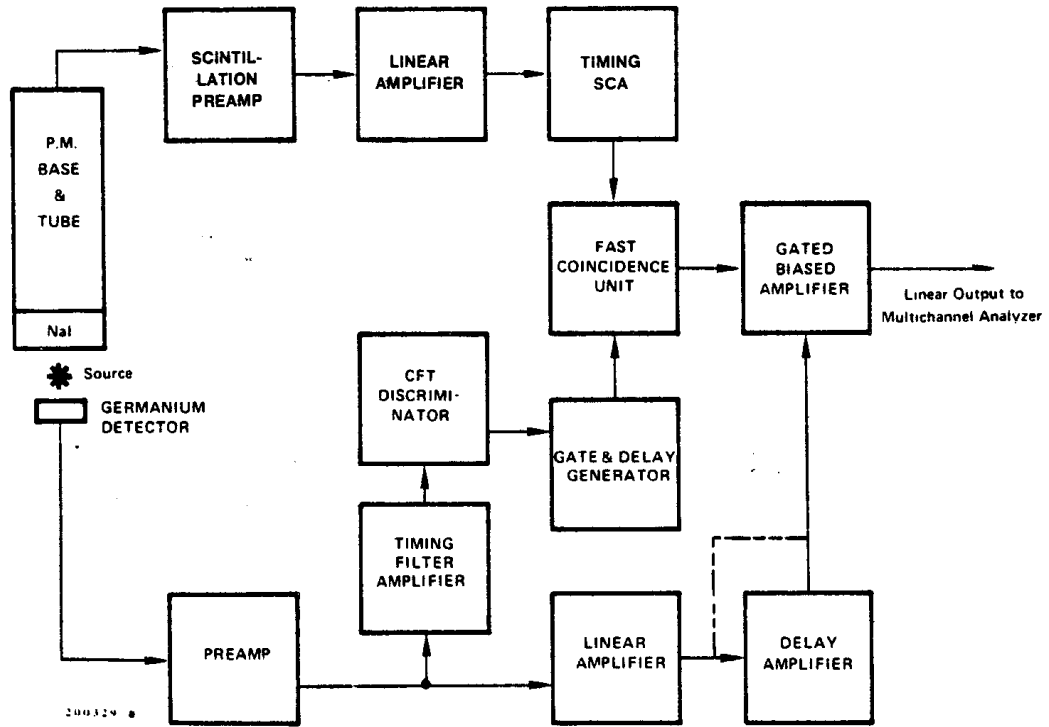 SCINTIL-
LATION
PREAMP
LINEAR
AMPLIFIER
TIMING
SCA
P.M.
BASE
&
TUBE
NaI
Source
GERMANIUM
DETECTOR
FAST
COINCIDENCE
UNIT
GATED
BIASED
AMPLIFIER
Linear Output to
Multichannel Analyzer
CFT
DISCRIMI-
NATOR
GATE & DELAY
GENERATOR
TIMING
FILTER
AMPLIFIER
PREAMP
LINEAR
AMPLIFIER
DELAY
AMPLIFIER
200329